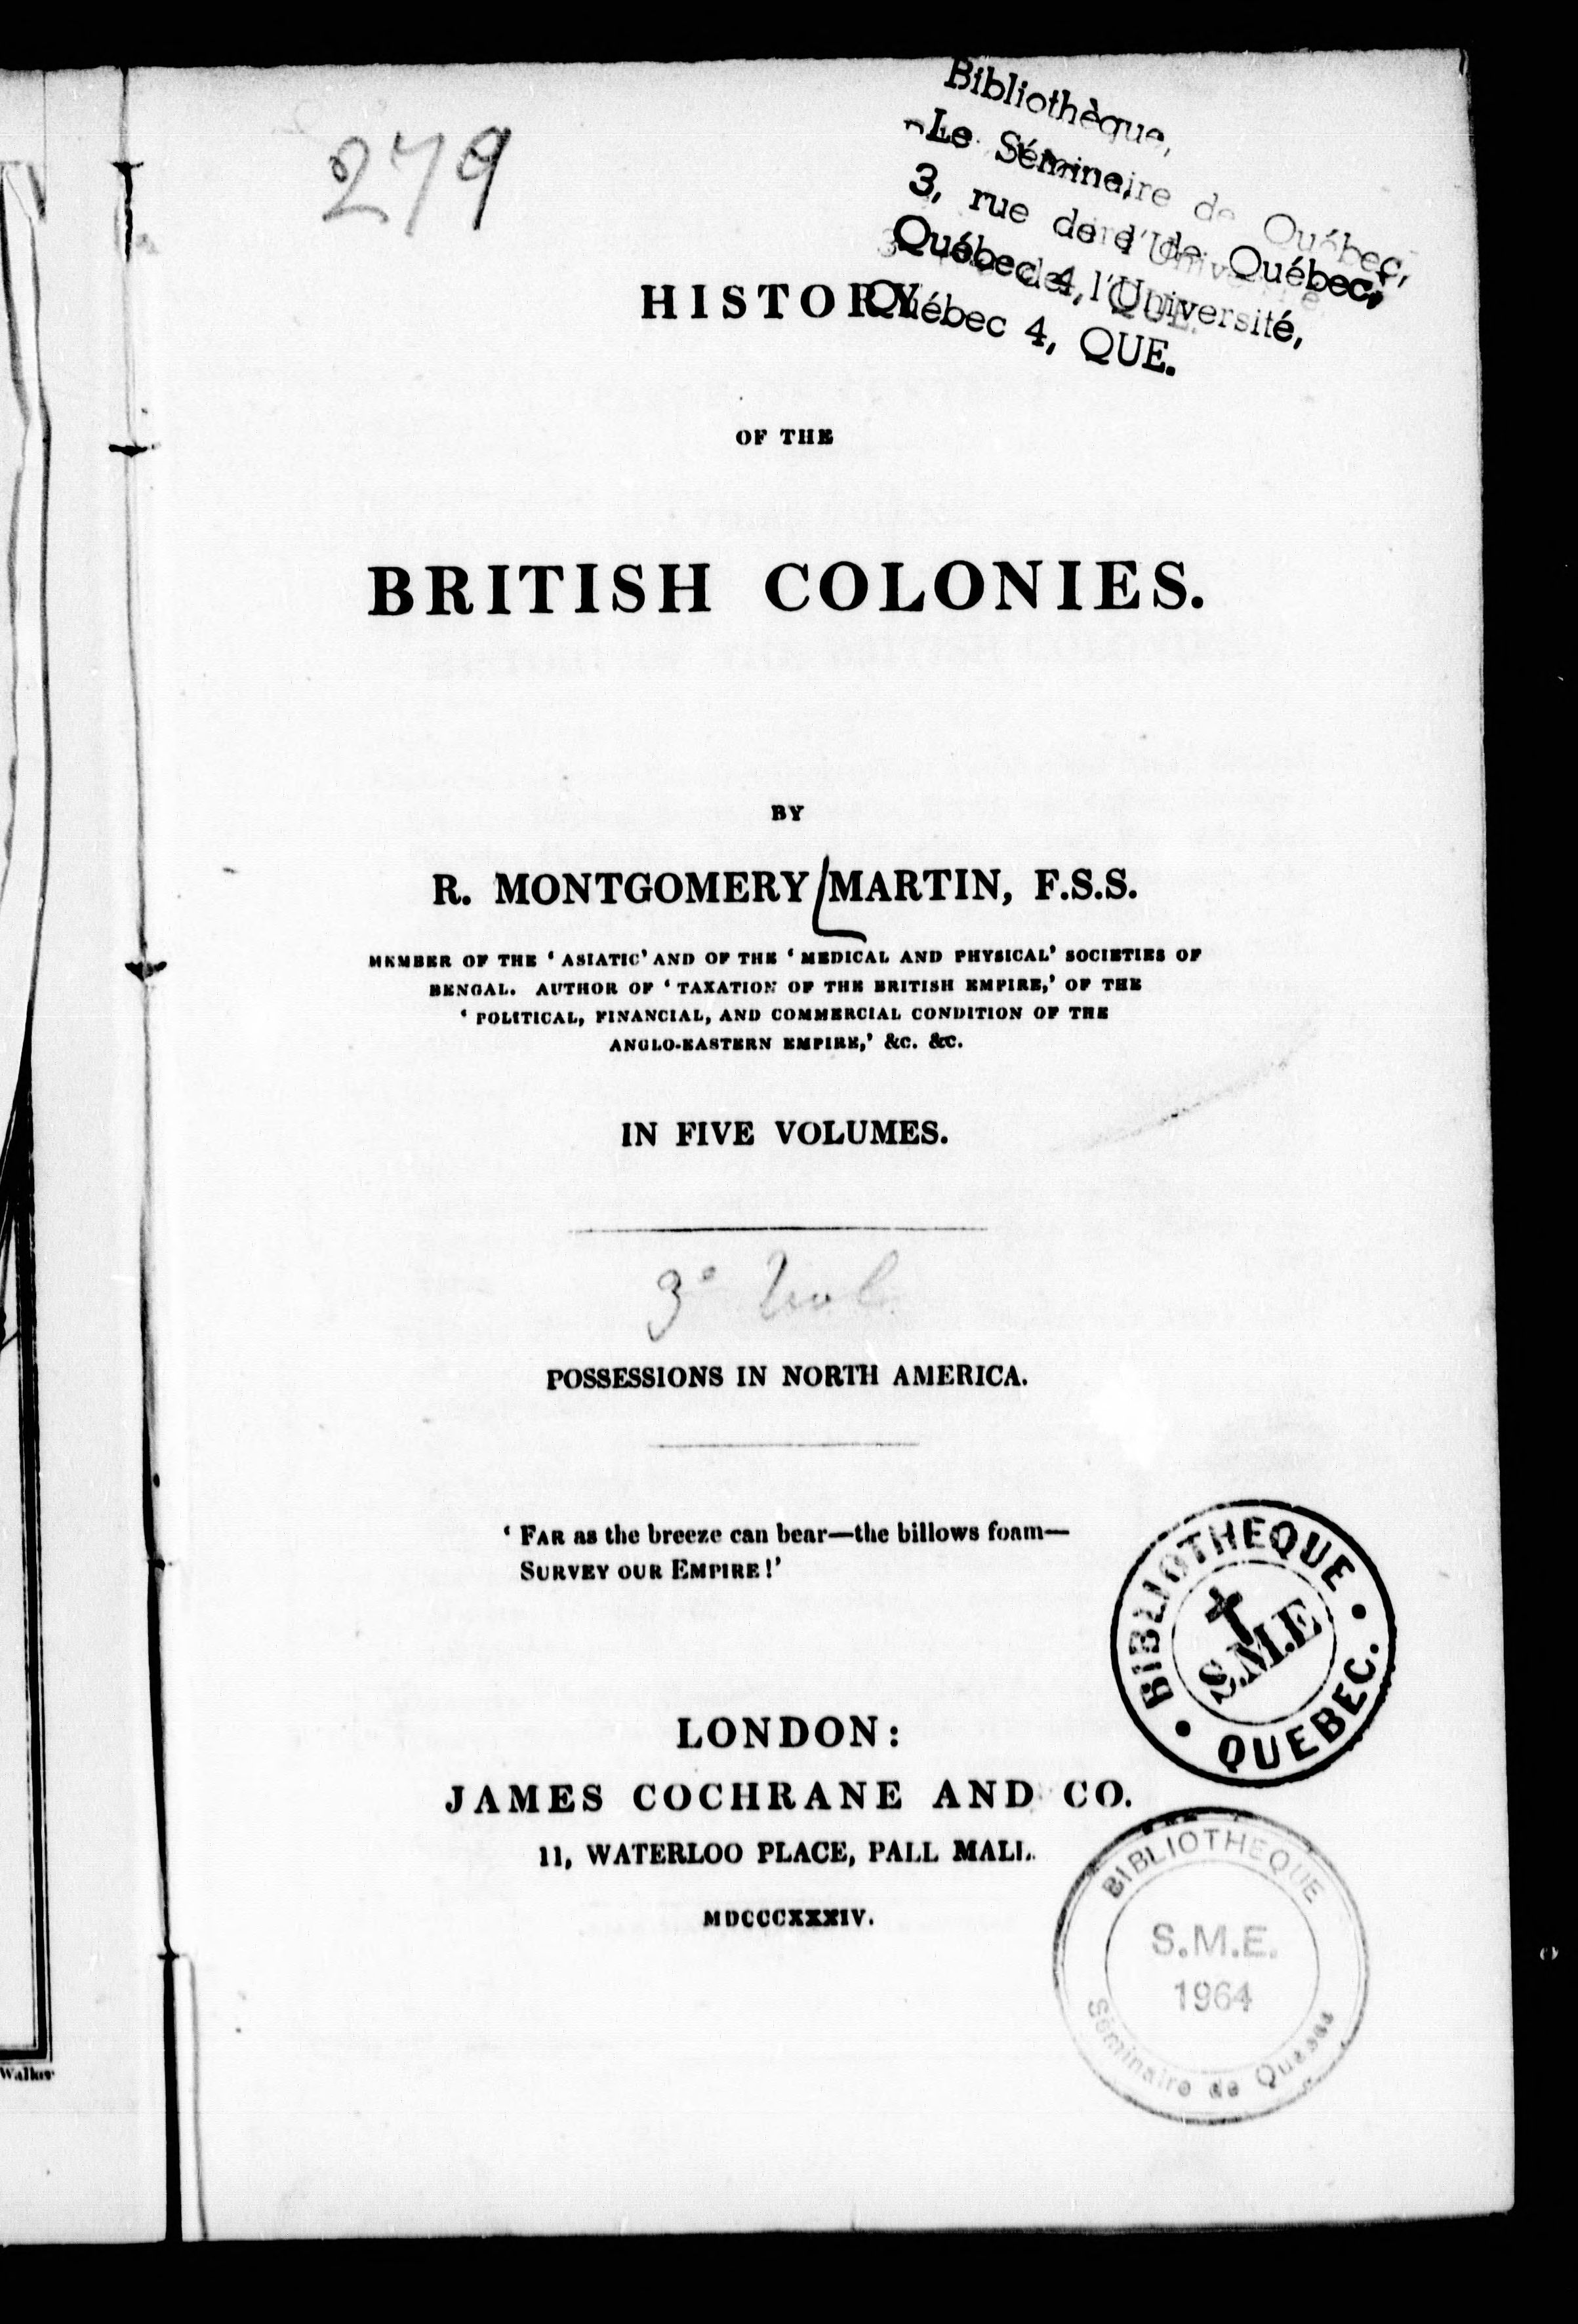 279
Bibliothèque,
Le Séminaire de Québec,
3, rue de l'Université,
Québec 4, QUE.
HISTORY
OF THE
BRITISH COLONIES.
BY
R. MONTGOMERY MARTIN, F.S.S.
MEMBER OF THE ‘ ASIATIC’ AND OF THE ‘ MEDICAL AND PHYSICAL’ SOCIETIES OF
BENGAL. AUTHOR OF ‘ TAXATION OF THE BRITISH EMPIRE,’ OF THE
‘ POLITICAL, FINANCIAL, AND COMMERCIAL CONDITION OF THE
ANGLO-EASTERN EMPIRE,’ &c. &c.
IN FIVE VOLUMES.
3° Vol.
POSSESSIONS IN NORTH AMERICA.
‘ FAR as the breeze can bear—the billows foam—
SURVEY OUR EMPIRE !’
BIBLIOTHEQUE
S.M.E
QUEBEC.
LONDON:
JAMES COCHRANE AND CO.
11, WATERLOO PLACE, PALL MALL.
MDCCCXXXIV.
BIBLIOTHEQUE
S.M.E.
1964
Séminaire de Québec
Walker